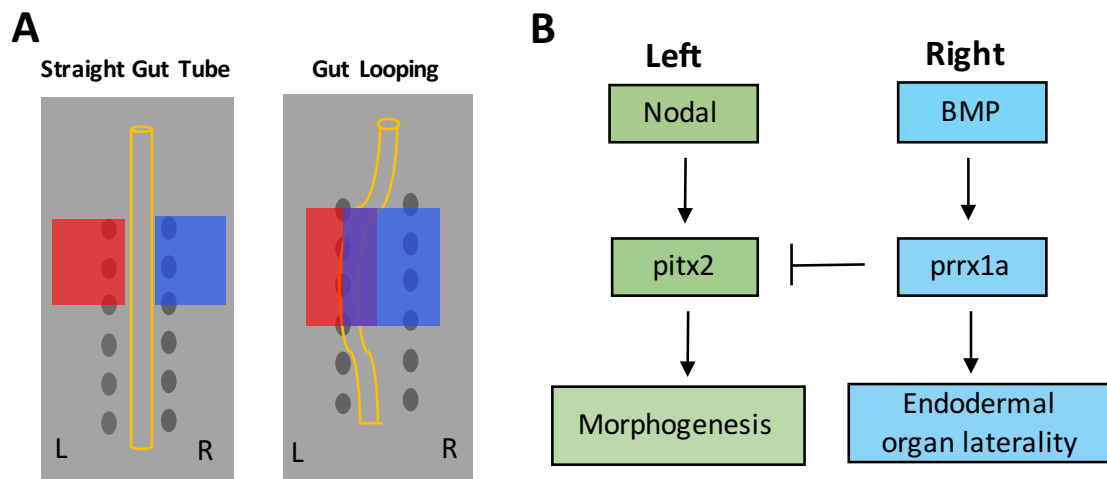 A
Straight Gut Tube
Gut Looping
L
R
L
R
B
Left
Right
Nodal
BMP
pitx2
prrx1a
Morphogenesis
Endodermal
organ laterality